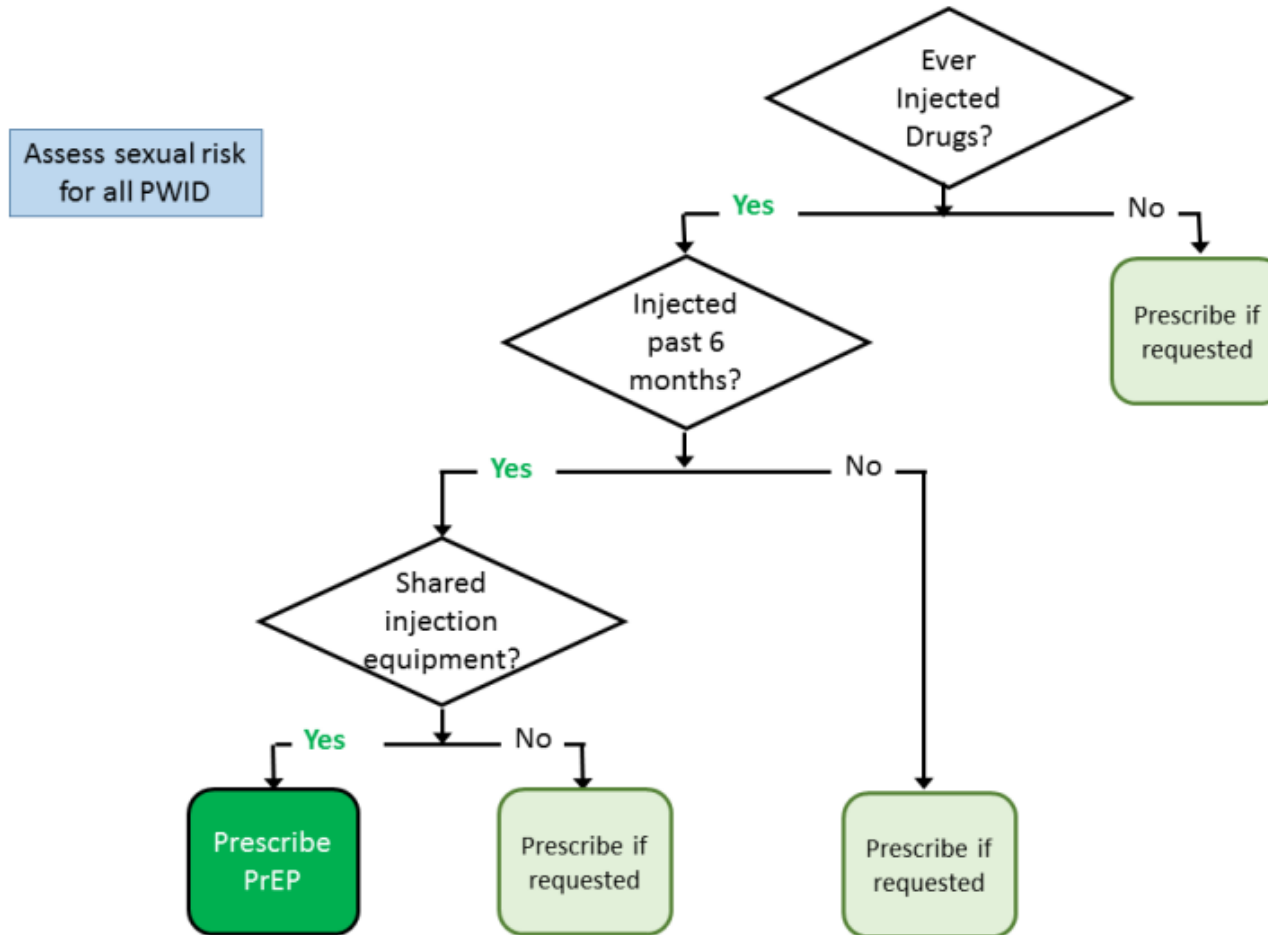 Ever
Injected
Drugs?
Assess sexual risk
for all PWID
Yes
No
Injected
past 6
months?
Prescribe if
requested
Yes
No
Shared
injection
equipment?
Yes
No
Prescribe
PrEP
Prescribe if
requested
Prescribe if
requested